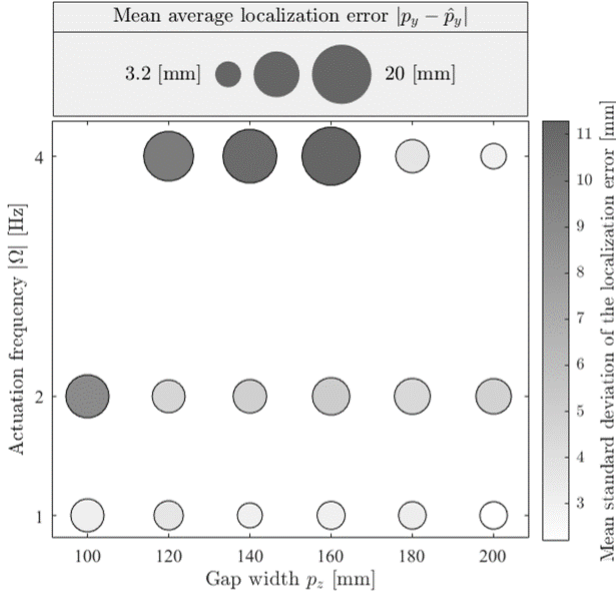 Mean average localization error |p_y − p̂_y|
3.2 [mm]
20 [mm]
Actuation frequency |Ω| [Hz]
4
2
1
100 120 140 160 180 200
Gap width p_z [mm]
11
10
9
8
7
6
5
4
3
Mean standard deviation of the localization error [mm]